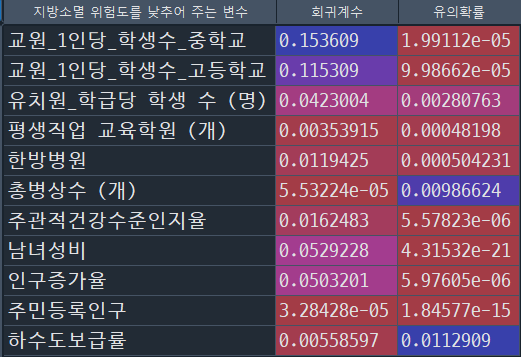 지방소멸 위험도를 낮추어 주는 변수 회귀계수 유의확률
교원_1인당_학생수_중학교 0.153609 1.99112e-05
교원_1인당_학생수_고등학교 0.115309 9.98662e-05
유치원_학급당 학생 수 (명) 0.0423004 0.00280763
평생직업 교육학원 (개) 0.00353915 0.00048198
한방병원 0.0119425 0.000504231
총병상수 (개) 5.53224e-05 0.00986624
주관적건강수준인지율 0.0162483 5.57823e-06
남녀성비 0.0529228 4.31532e-21
인구증가율 0.0503201 5.97605e-06
주민등록인구 3.28428e-05 1.84577e-15
하수도보급률 0.00558597 0.0112909